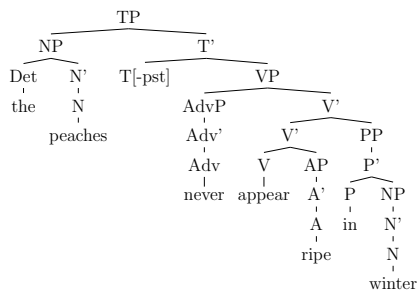 TP
NP T'
Det N' T[-pst] VP
the N AdvP V'
peaches Adv' V' PP
Adv V AP P'
never appear A' P NP
A in N'
ripe N
winter